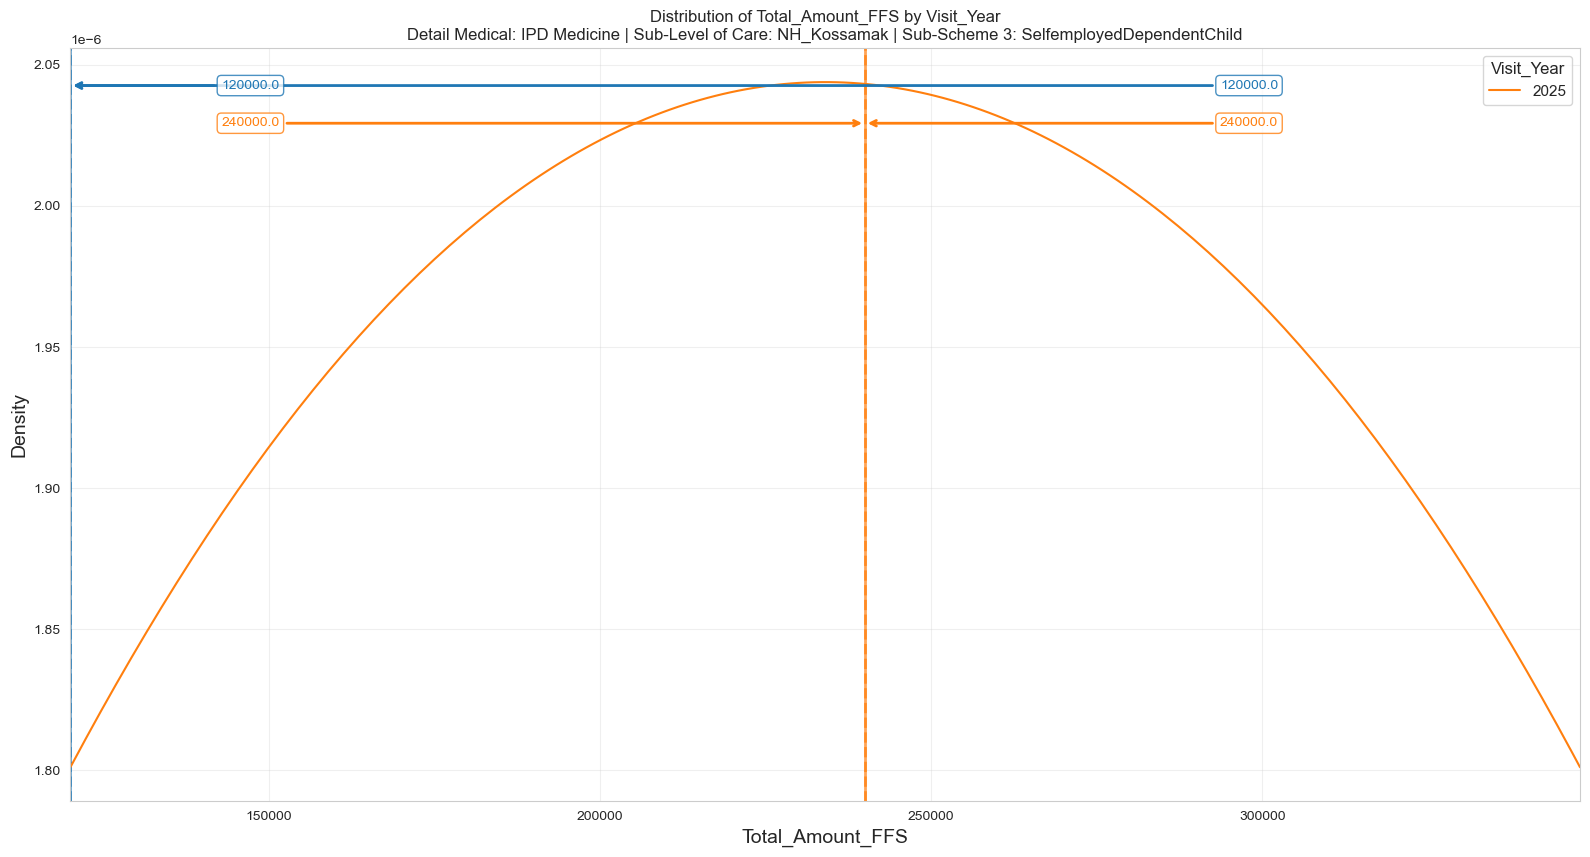 Distribution of Total_Amount_FFS by Visit_Year
Detail Medical: IPD Medicine | Sub-Level of Care: NH_Kossamak | Sub-Scheme 3: SelfemployedDependentChild
1e−6
Visit_Year
2025
120000.0
120000.0
240000.0
240000.0
2.05
2.00
1.95
1.90
1.85
1.80
Density
150000
200000
250000
300000
Total_Amount_FFS